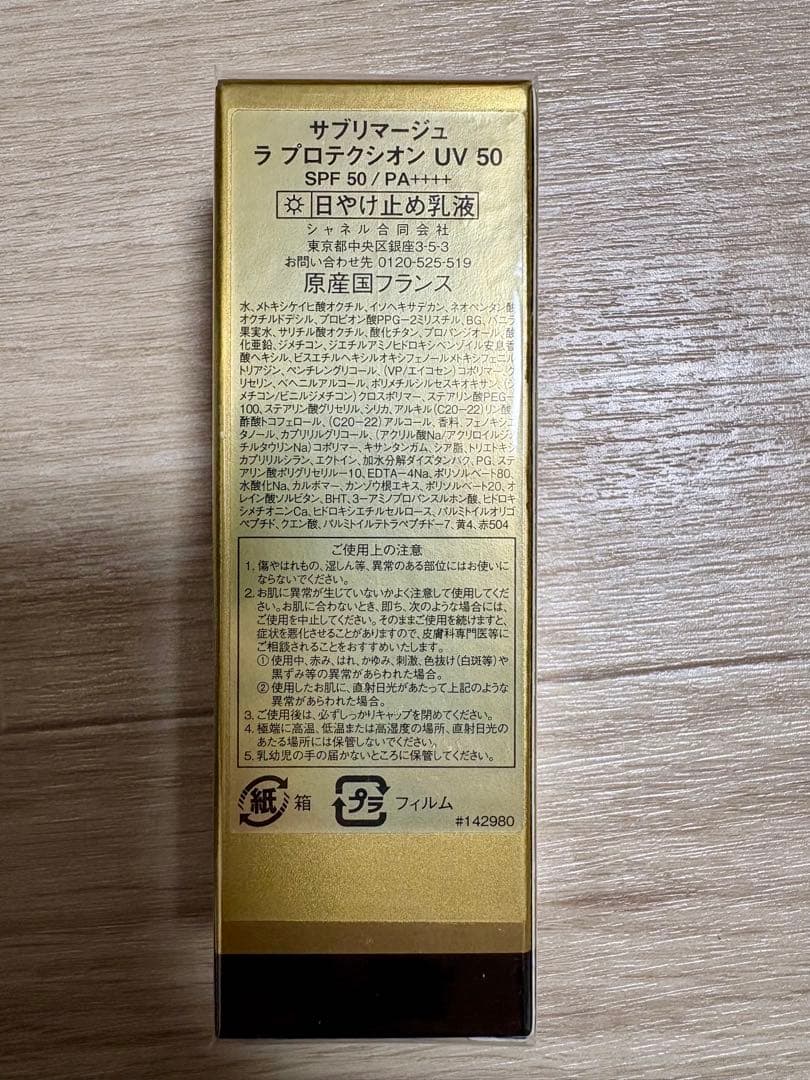 サブリマージュ
ラ プロテクシオン UV 50
SPF 50 / PA++++
日やけ止め乳液
シャネル合同会社
東京都中央区銀座3-5-3
お問い合わせ先 0120-525-519
原産国フランス
水、メトキシケイヒ酸オクチル、イソヘキサデカン、ネオペンタン酸
オクチルドデシル、プロピオン酸PPG-2ミリスチル、BG、バニラ
果実水、サリチル酸オクチル、酸化チタン、プロパンジオール、酸
化亜鉛、ジメチコン、ジエチルアミノヒドロキシベンゾイル安息香
酸ヘキシル、ビスエチルヘキシルオキシフェノールメトキシフェニル
トリアジン、ペンチレングリコール、(VP/エイコセン)コポリマー、グ
リセリン、ベヘニルアルコール、ポリメチルシルセスキオキサン、(ジ
メチコン/ビニルジメチコン)クロスポリマー、ステアリン酸PEG-
100、ステアリン酸グリセリル、シリカ、アルキル(C20-22)リン酸、
酢酸トコフェロール、(C20-22)アルコール、香料、フェノキシエ
タノール、カプリリルグリコール、(アクリル酸Na/アクリロイルジメ
チルタウリンNa)コポリマー、キサンタンガム、シア脂、トリエトキシ
カプリリルシラン、エクトイン、加水分解ダイズタンパク、PG、ステ
アリン酸ポリグリセリル-10、EDTA-4Na、ポリソルベート80、
水酸化Na、カルボマー、カンゾウ根エキス、ポリソルベート20、オ
レイン酸ソルビタン、BHT、3-アミノプロパンスルホン酸、ヒドロキ
シメチオニンCa、ヒドロキシエチルセルロース、パルミトイルオリゴ
ペプチド、クエン酸、パルミトイルテトラペプチド-7、黄4、赤504
ご使用上の注意
1. 傷やはれもの、湿しん等、異常のある部位にはお使いに
ならないでください。
2. お肌に異常が生じていないかよく注意して使用してくだ
さい。お肌に合わないとき、即ち、次のような場合には、
ご使用を中止してください。そのままご使用を続けますと、
症状を悪化させることがありますので、皮膚科専門医等に
ご相談されることをおすすめいたします。
① 使用中、赤み、はれ、かゆみ、刺激、色抜け(白斑等)や
黒ずみ等の異常があらわれた場合。
② 使用したお肌に、直射日光があたって上記のような
異常があらわれた場合。
3. ご使用後は、必ずしっかりキャップを閉めてください。
4. 極端に高温、低温または高湿度の場所、直射日光の
あたる場所には保管しないでください。
5. 乳幼児の手の届かないところに保管してください。
紙 箱 プラ フィルム
#142980